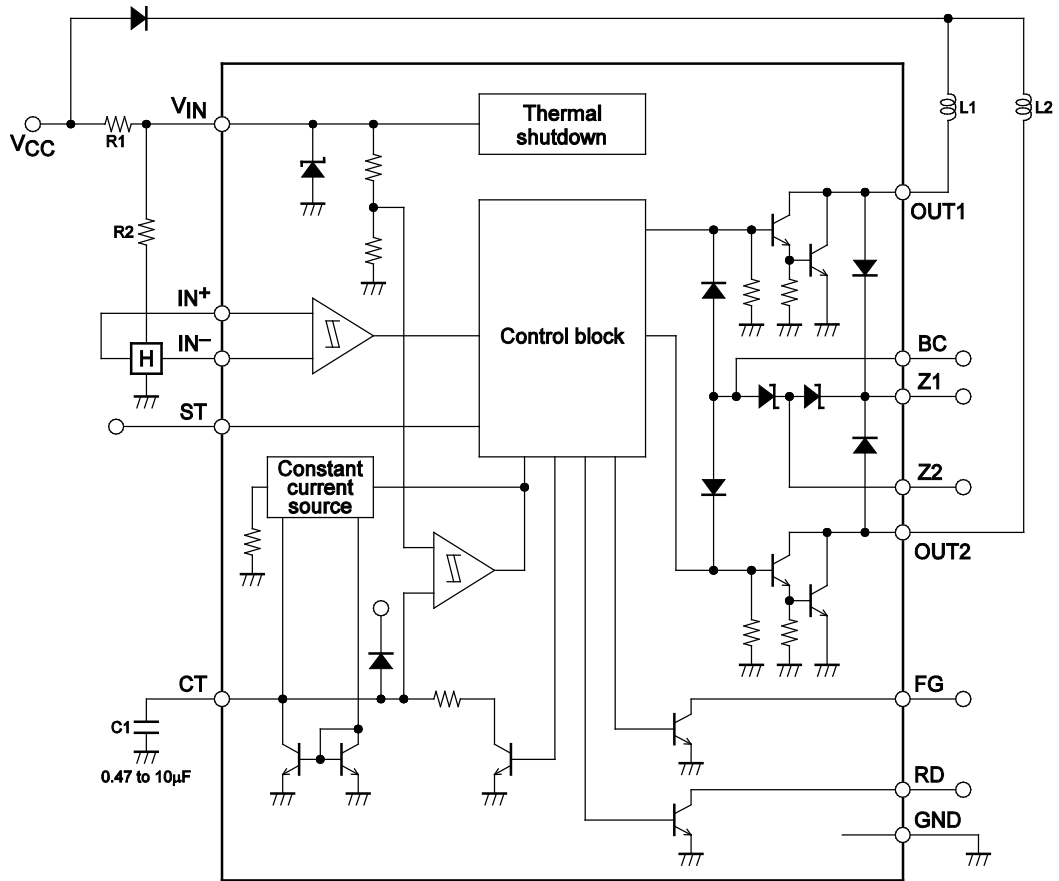 VCC
R1
VIN
Thermal
shutdown
L1
L2
OUT1
R2
IN+
IN−
H
Control block
BC
Z1
ST
Constant
current
source
Z2
OUT2
CT
C1
0.47 to 10μF
FG
RD
GND